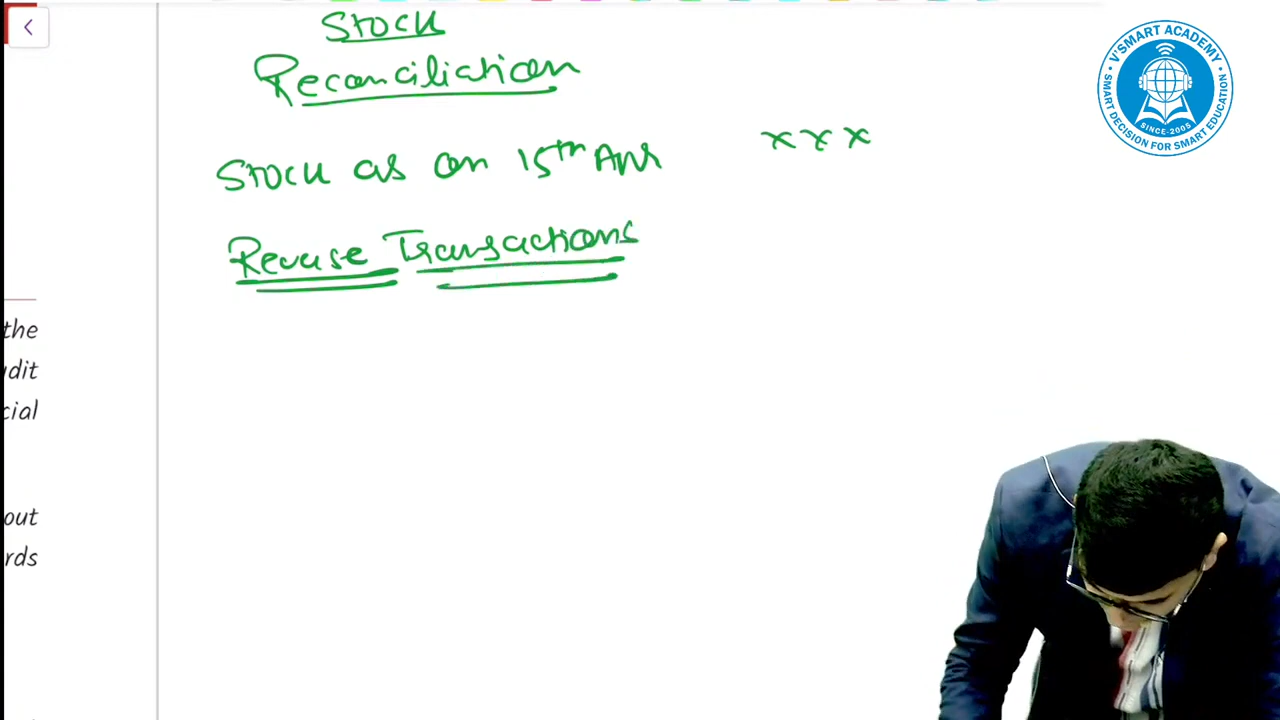 Stock
Reconciliation
Stock as on 15th Apr xxx
Reverse Transactions
the
udit
cial
out
rds
V'SMART ACADEMY
SINCE-2005
SMART DECISION FOR SMART EDUCATION